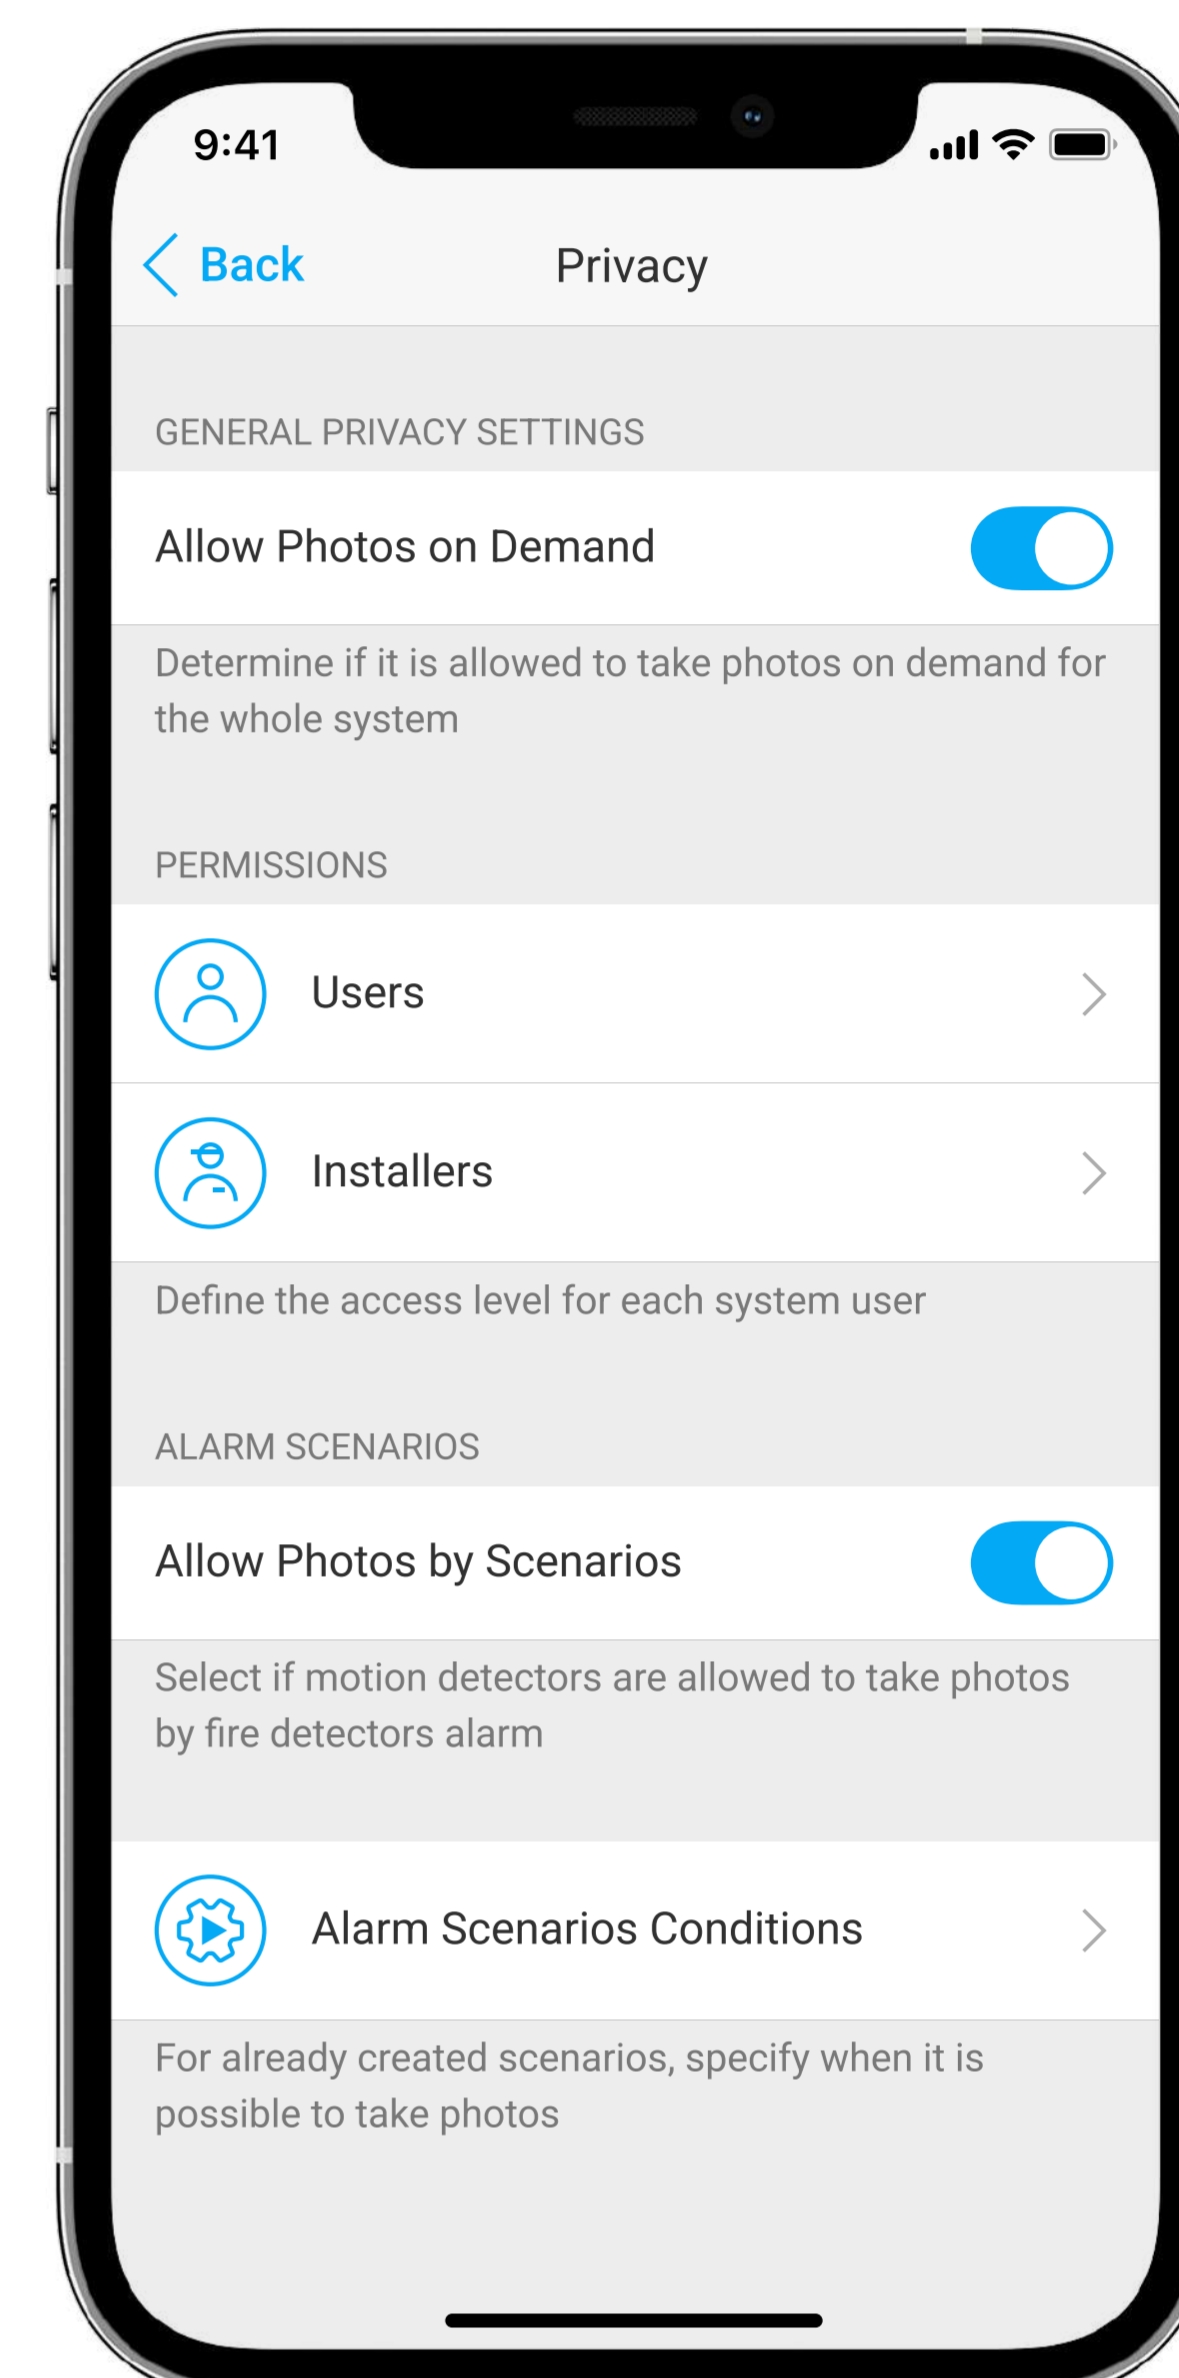 9:41
Back
Privacy
GENERAL PRIVACY SETTINGS
Allow Photos on Demand
Determine if it is allowed to take photos on demand for
the whole system
PERMISSIONS
Users
Installers
Define the access level for each system user
ALARM SCENARIOS
Allow Photos by Scenarios
Select if motion detectors are allowed to take photos
by fire detectors alarm
Alarm Scenarios Conditions
For already created scenarios, specify when it is
possible to take photos